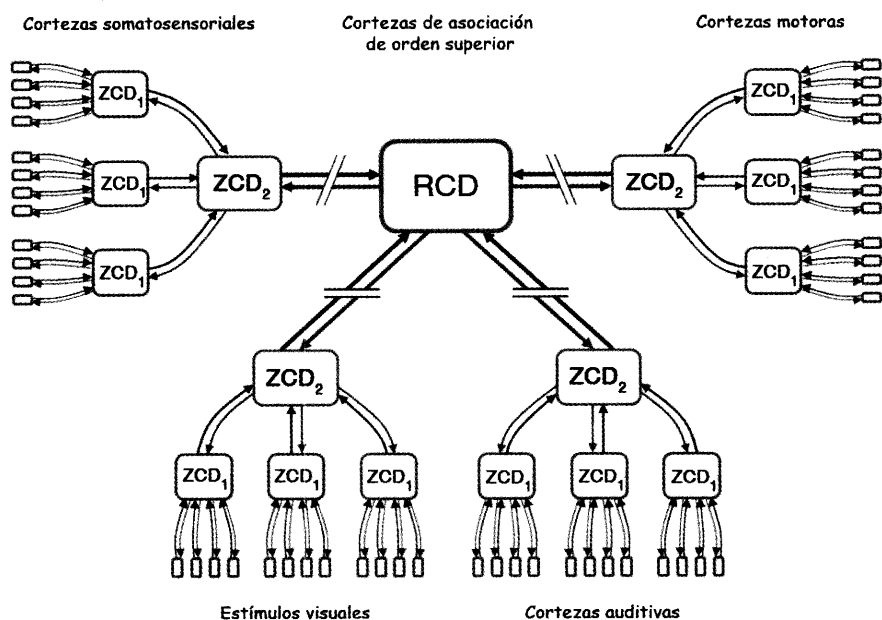 Cortezas somatosensoriales
Cortezas de asociación
de orden superior
Cortezas motoras
ZCD1
ZCD1
ZCD1
ZCD2
RCD
ZCD2
ZCD1
ZCD1
ZCD1
ZCD2
ZCD2
ZCD1
ZCD1
ZCD1
ZCD1
ZCD1
ZCD1
Estímulos visuales
Cortezas auditivas